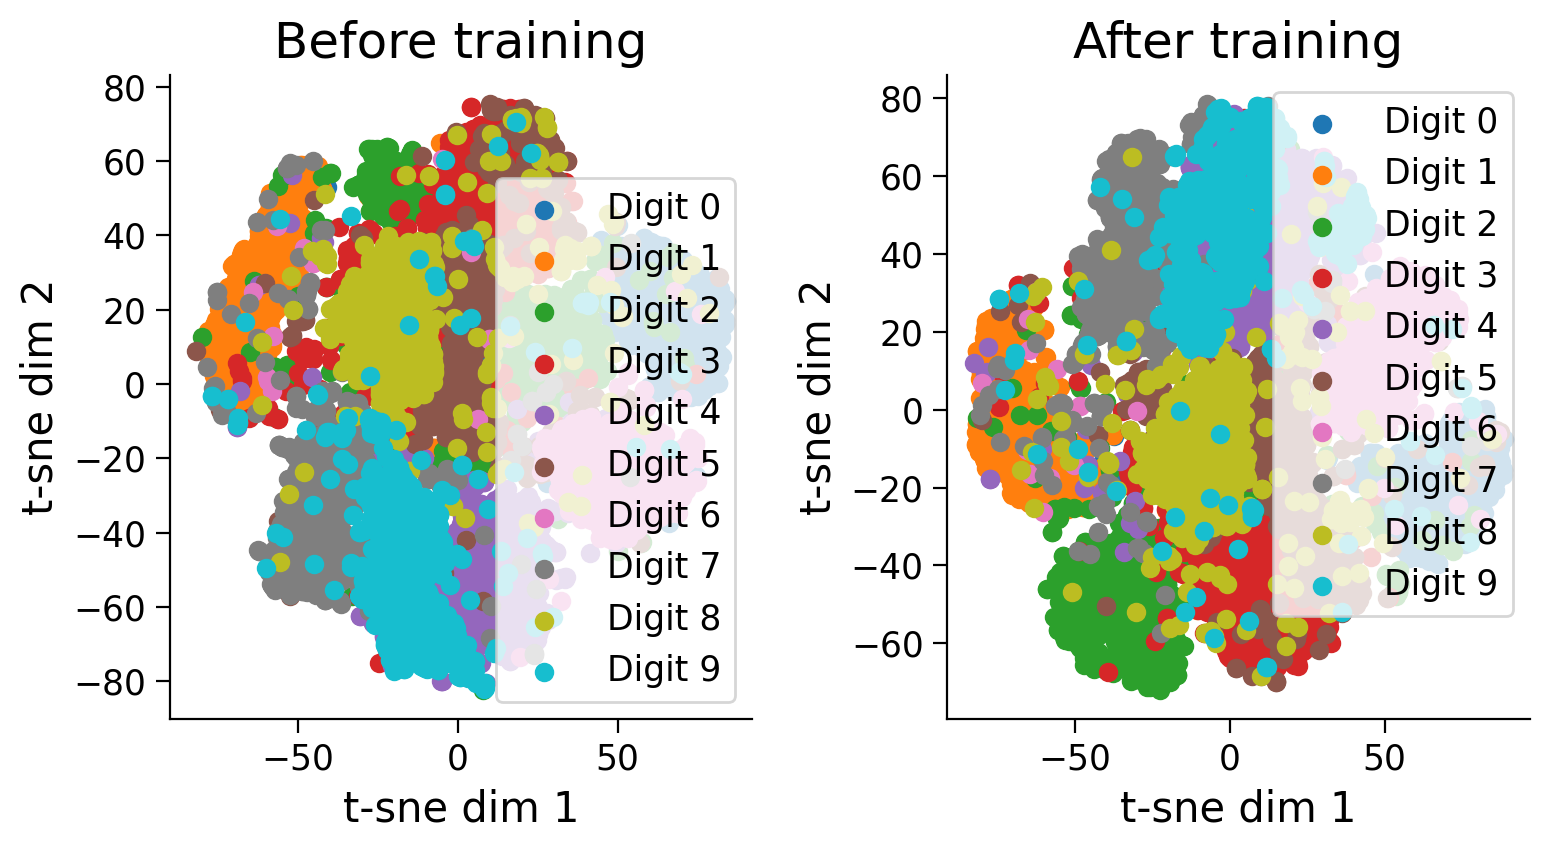 Before training
80
60
40
20
0
−20
−40
−60
−80
t-sne dim 2
−50
0
50
t-sne dim 1
Digit 0
Digit 1
Digit 2
Digit 3
Digit 4
Digit 5
Digit 6
Digit 7
Digit 8
Digit 9
After training
80
60
40
20
0
−20
−40
−60
t-sne dim 2
−50
0
50
t-sne dim 1
Digit 0
Digit 1
Digit 2
Digit 3
Digit 4
Digit 5
Digit 6
Digit 7
Digit 8
Digit 9